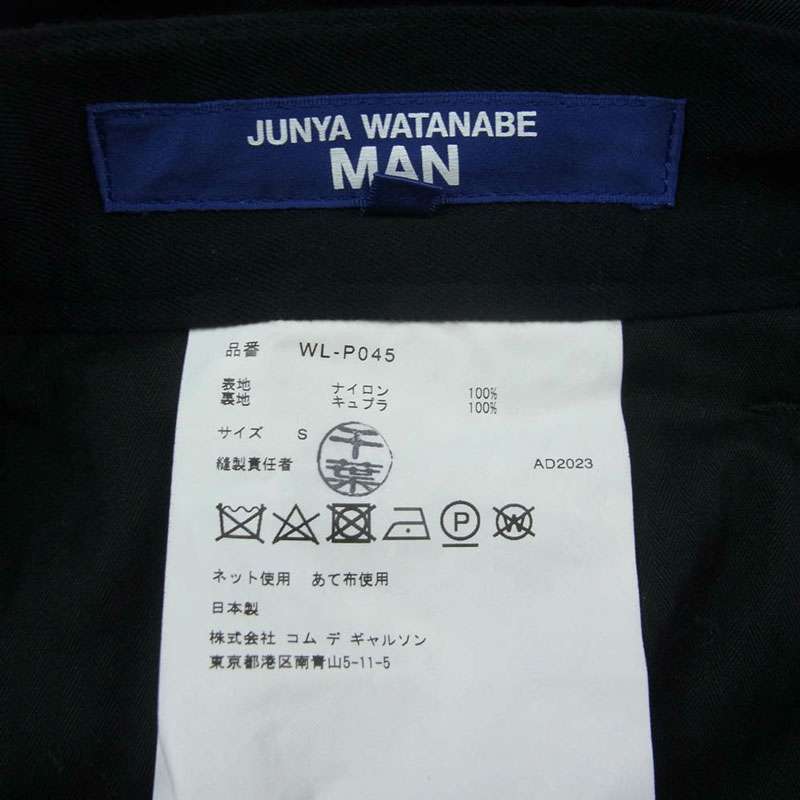 JUNYA WATANABE
MAN
品番 WL-P045
表地 ナイロン 100%
裏地 キュプラ 100%
サイズ S
千葉
縫製責任者 AD2023
P W
ネット使用 あて布使用
日本製
株式会社 コム デ ギャルソン
東京都港区南青山5-11-5